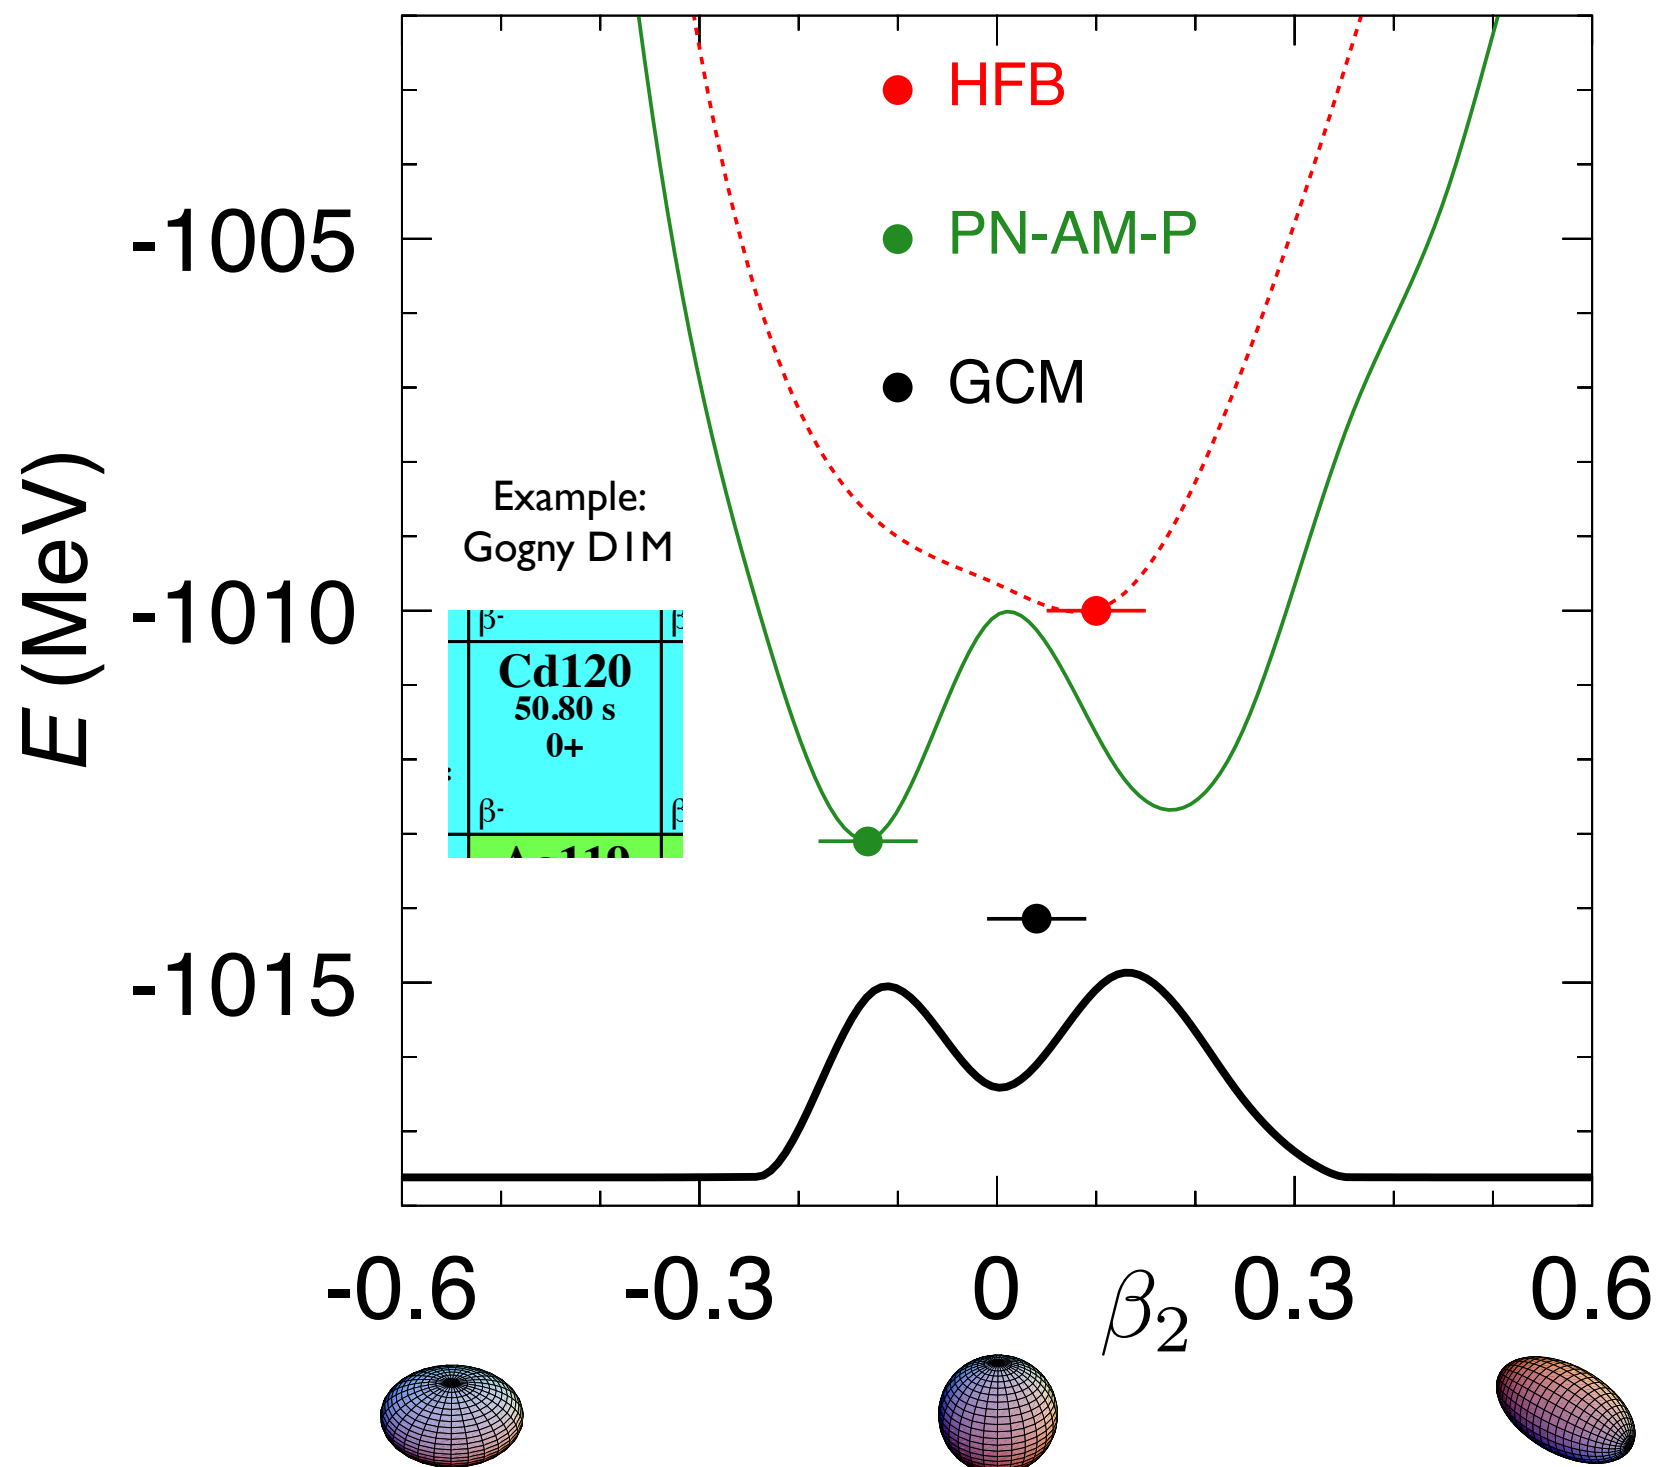 HFB
-1005
PN-AM-P
GCM
E (MeV)
Example:
Gogny D1M
-1010
β-
Cd120
50.80 s
0+
β-
-1015
-0.6
-0.3
0
β2
0.3
0.6